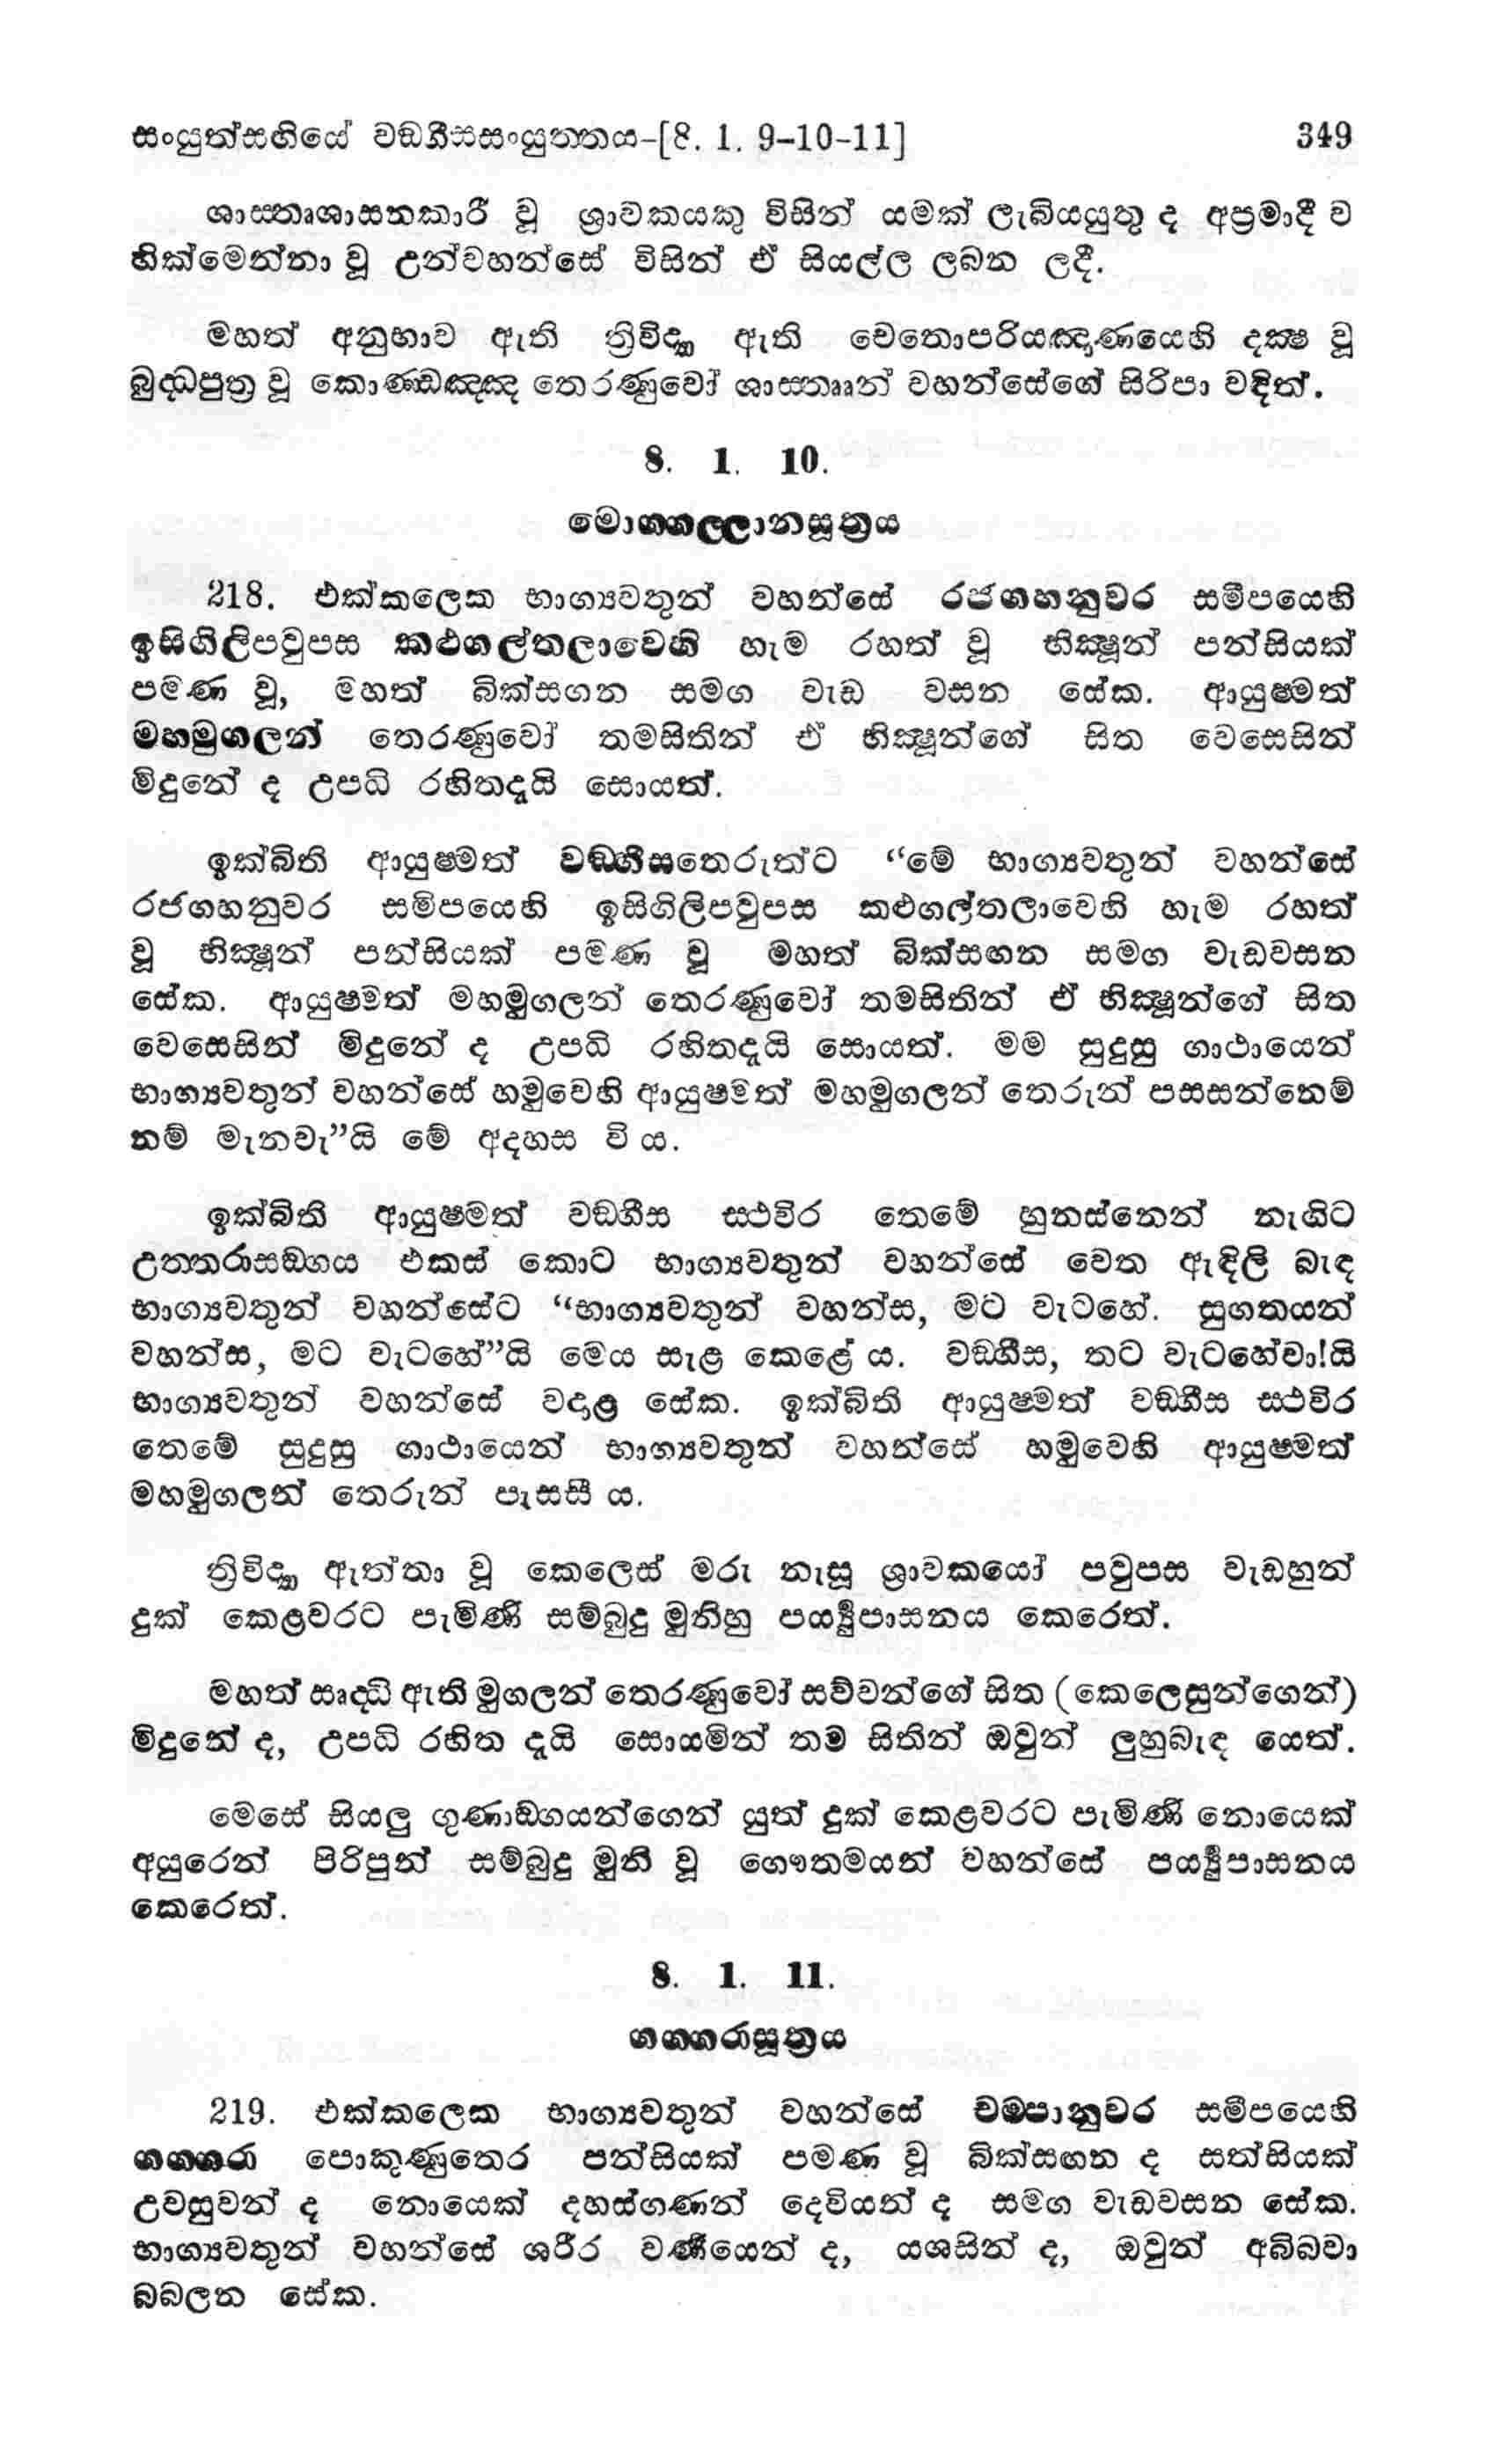 සංයුත්සඟියේ වඞ්ගීසසංයුත්තය-[8. 1. 9-10-11] 349
ශාස්තෘශාසනකාරී වූ ශ්‍රාවකයකු විසින් යමක් ලැබියයුතු ද අප්‍රමාදී ව
හික්මෙන්නා වූ උන්වහන්සේ විසින් ඒ සියල්ල ලබන ලදී.
මහත් අනුභාව ඇති ත්‍රිවිද්‍යා ඇති චෙතොපරියඤාණයෙහි දක්‍ෂ වූ
බුද්ධපුත්‍ර වූ කොණ්ඩඤ්ඤ තෙරණුවෝ ශාස්තෲන් වහන්සේගේ සිරිපා වඳිත්.
8. 1. 10.
මොග්ගල්ලානසූත්‍රය
218. එක්කලෙක භාග්‍යවතුන් වහන්සේ රජගහනුවර සමීපයෙහි
ඉසිගිලිපවුපස කළුගල්තලාවෙහි හැම රහත් වූ භික්‍ෂූන් පන්සියක්
පමණ වූ, මහත් බික්සගන සමග වැඩ වසන සේක. ආයුෂ්මත්
මහමුගලන් තෙරණුවෝ තමසිතින් ඒ භික්‍ෂූන්ගේ සිත වෙසෙසින්
මිදුනේ ද උපධි රහිතදැයි සොයත්.
ඉක්බිති ආයුෂ්මත් වඞ්ගීසතෙරුන්ට “මේ භාග්‍යවතුන් වහන්සේ
රජගහනුවර සමීපයෙහි ඉසිගිලිපවුපස කළුගල්තලාවෙහි හැම රහත්
වූ භික්‍ෂූන් පන්සියක් පමණ වූ මහත් බික්සඟන සමග වැඩවසන
සේක. ආයුෂ්මත් මහමුගලන් තෙරණුවෝ තමසිතින් ඒ භික්‍ෂූන්ගේ සිත
වෙසෙසින් මිදුනේ ද උපධි රහිතදැයි සොයත්. මම සුදුසු ගාථායෙන්
භාග්‍යවතුන් වහන්සේ හමුවෙහි ආයුෂ්මත් මහමුගලන් තෙරුන් පසසන්නෙම්
නම් මැනවැ”යි මේ අදහස වි ය.
ඉක්බිති ආයුෂ්මත් වඞ්ගීස ස්ථවිර තෙමේ හුනස්නෙන් නැගිට
උත්තරාසඞ්ගය එකස් කොට භාග්‍යවතුන් වහන්සේ වෙත ඇඳිලි බැඳ
භාග්‍යවතුන් වහන්සේට “භාග්‍යවතුන් වහන්ස, මට වැටහේ. සුගතයන්
වහන්ස, මට වැටහේ”යි මෙය සැළ කෙළේ ය. වඞ්ගීස, තට වැටහේවා!යි
භාග්‍යවතුන් වහන්සේ වදාළ සේක. ඉක්බිති ආයුෂ්මත් වඞ්ගීස ස්ථවිර
තෙමේ සුදුසු ගාථායෙන් භාග්‍යවතුන් වහන්සේ හමුවෙහි ආයුෂ්මත්
මහමුගලන් තෙරුන් පැසසී ය.
ත්‍රිවිද්‍යා ඇත්තා වූ කෙලෙස් මරු නැසූ ශ්‍රාවකයෝ පවුපස වැඩහුන්
දුක් කෙළවරට පැමිණි සම්බුදු මුනිහු පර්‍ය්‍යුපාසනය කෙරෙත්.
මහත් ඍද්ධි ඇති මුගලන් තෙරණුවෝ සව්වන්ගේ සිත (කෙලෙසුන්ගෙන්)
මිදුනේ ද, උපධි රහිත දැයි සොයමින් තම සිතින් ඔවුන් ලුහුබැඳ යෙත්.
මෙසේ සියලු ගුණාඞ්ගයන්ගෙන් යුත් දුක් කෙළවරට පැමිණි නොයෙක්
අයුරෙන් පිරිපුන් සම්බුදු මුනි වූ ගෞතමයන් වහන්සේ පර්‍ය්‍යුපාසනය
කෙරෙත්.
8. 1. 11.
ගග්ගරාසූත්‍රය
219. එක්කලෙක භාග්‍යවතුන් වහන්සේ චම්පානුවර සමීපයෙහි
ගග්ගරා පොකුණුතෙර පන්සියක් පමණ වූ බික්සඟන ද සත්සියක්
උවසුවන් ද නොයෙක් දහස්ගණන් දෙවියන් ද සමග වැඩවසන සේක.
භාග්‍යවතුන් වහන්සේ ශරීර වර්‍ණයෙන් ද, යශසින් ද, ඔවුන් අබිබවා
බබලන සේක.